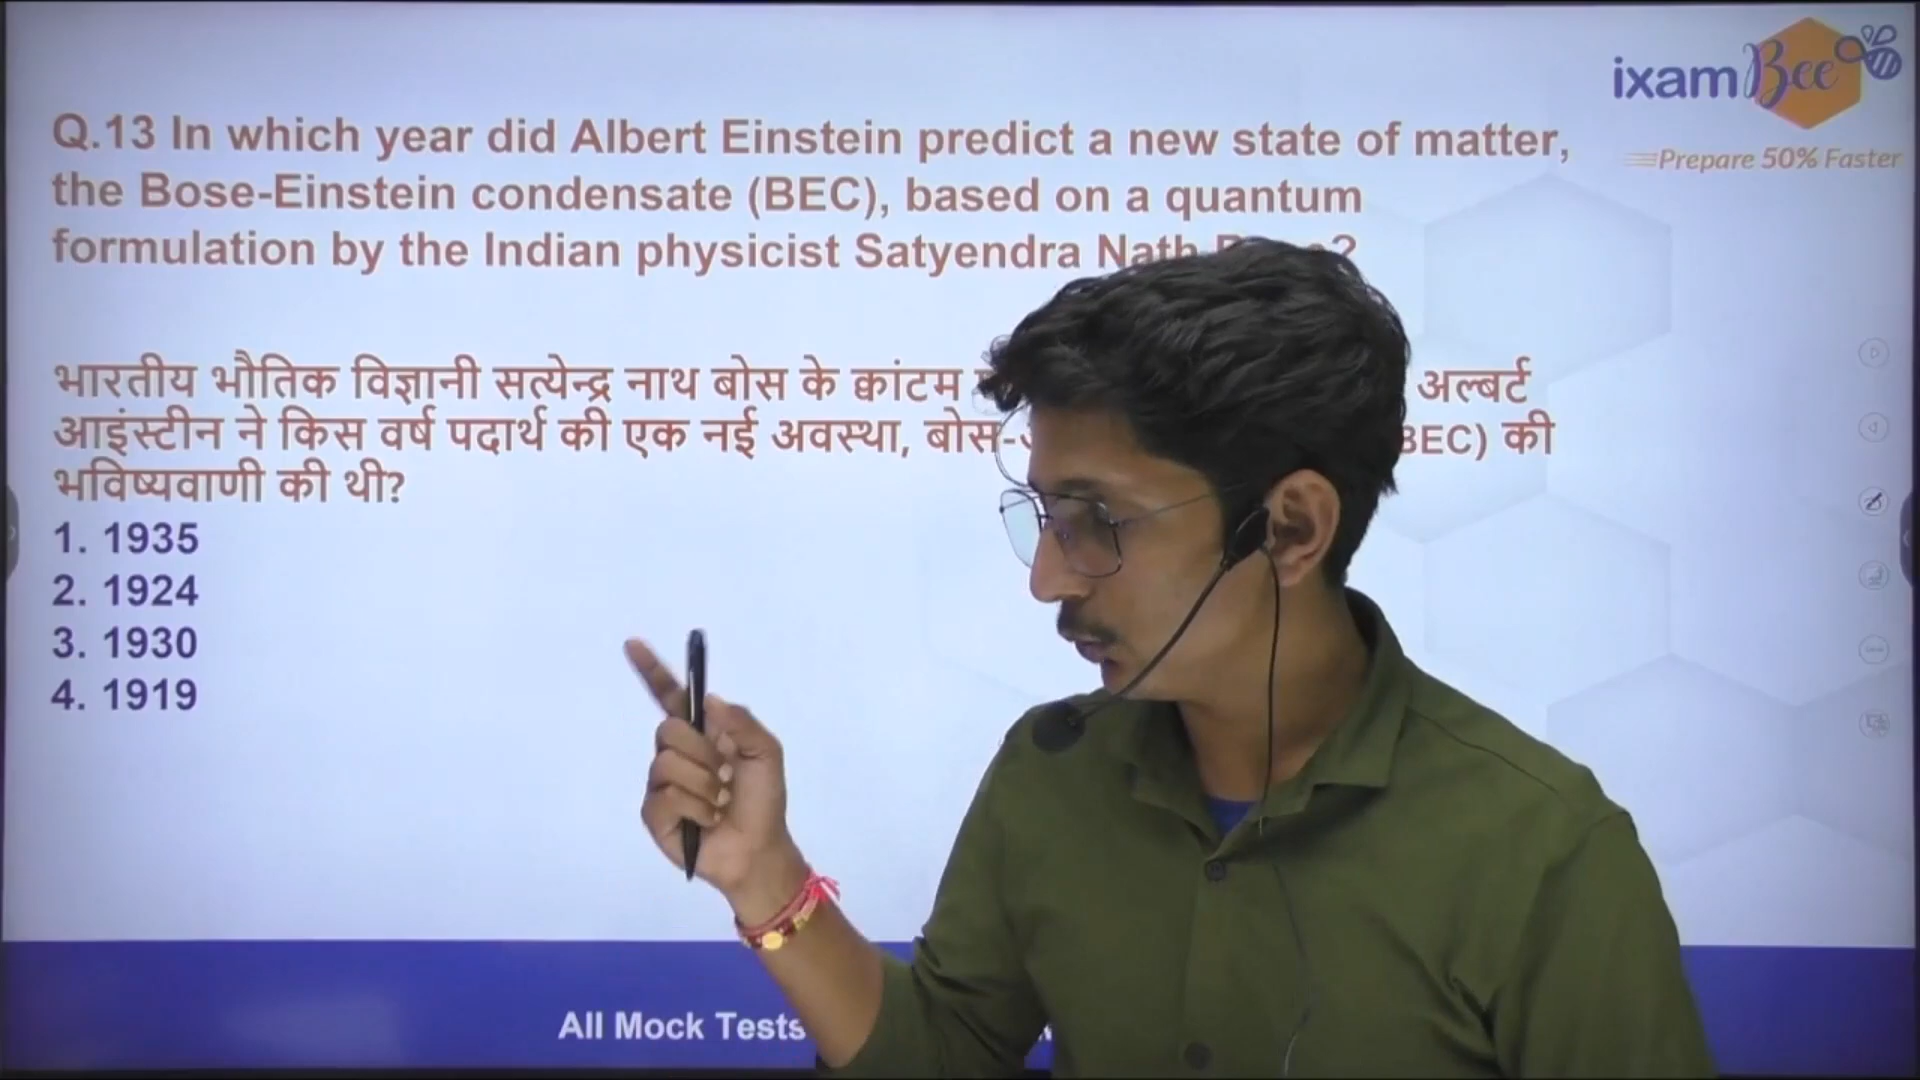 ixamBee
Prepare 50% Faster
Q.13 In which year did Albert Einstein predict a new state of matter,
the Bose-Einstein condensate (BEC), based on a quantum
formulation by the Indian physicist Satyendra Nath
भारतीय भौतिक विज्ञानी सत्येन्द्र नाथ बोस के क्वांटम अल्बर्ट
आइंस्टीन ने किस वर्ष पदार्थ की एक नई अवस्था, बोस- BEC) की
भविष्यवाणी की थी?
1. 1935
2. 1924
3. 1930
4. 1919
All Mock Tests